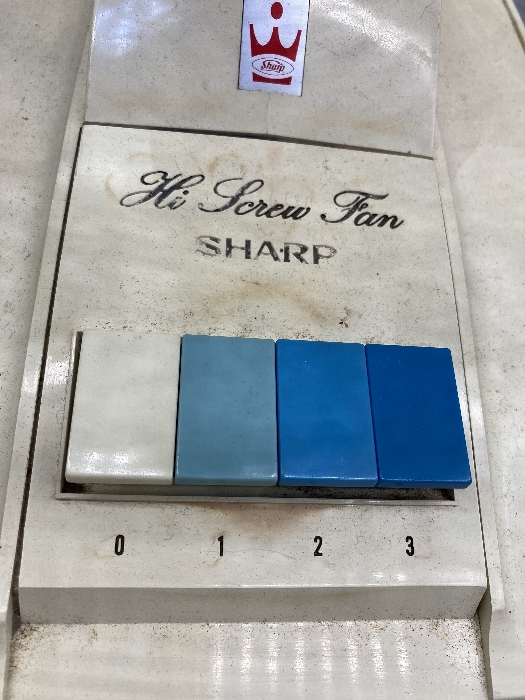 Sharp
Hi Screw Fan
SHARP
0 1 2 3